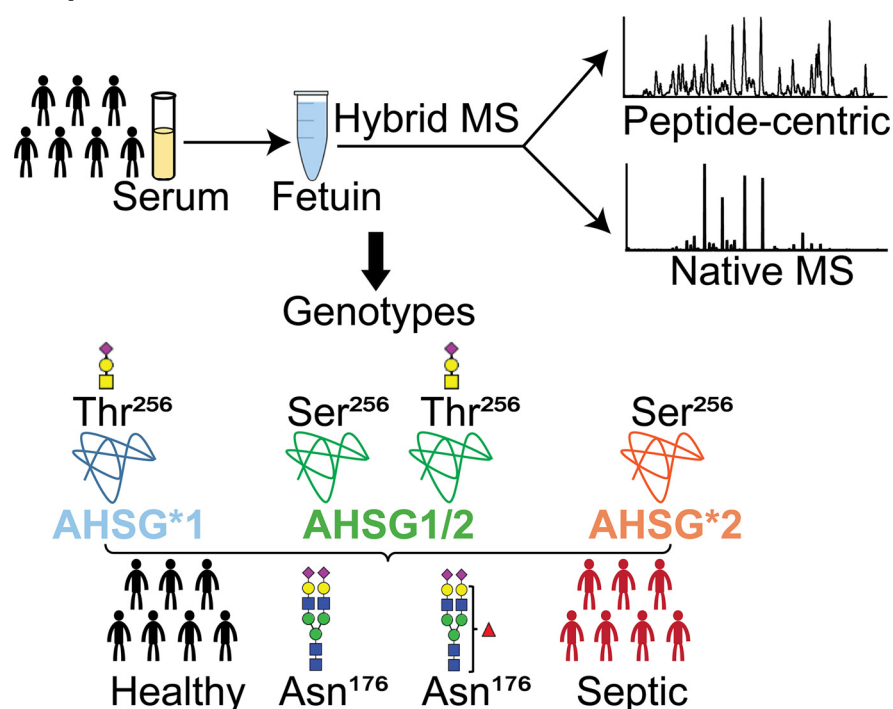 Hybrid MS
Peptide-centric
Serum
Fetuin
Native MS
Genotypes
Thr²⁵⁶
Ser²⁵⁶
Thr²⁵⁶
Ser²⁵⁶
AHSG*1
AHSG1/2
AHSG*2
Healthy
Asn¹⁷⁶
Asn¹⁷⁶
Septic